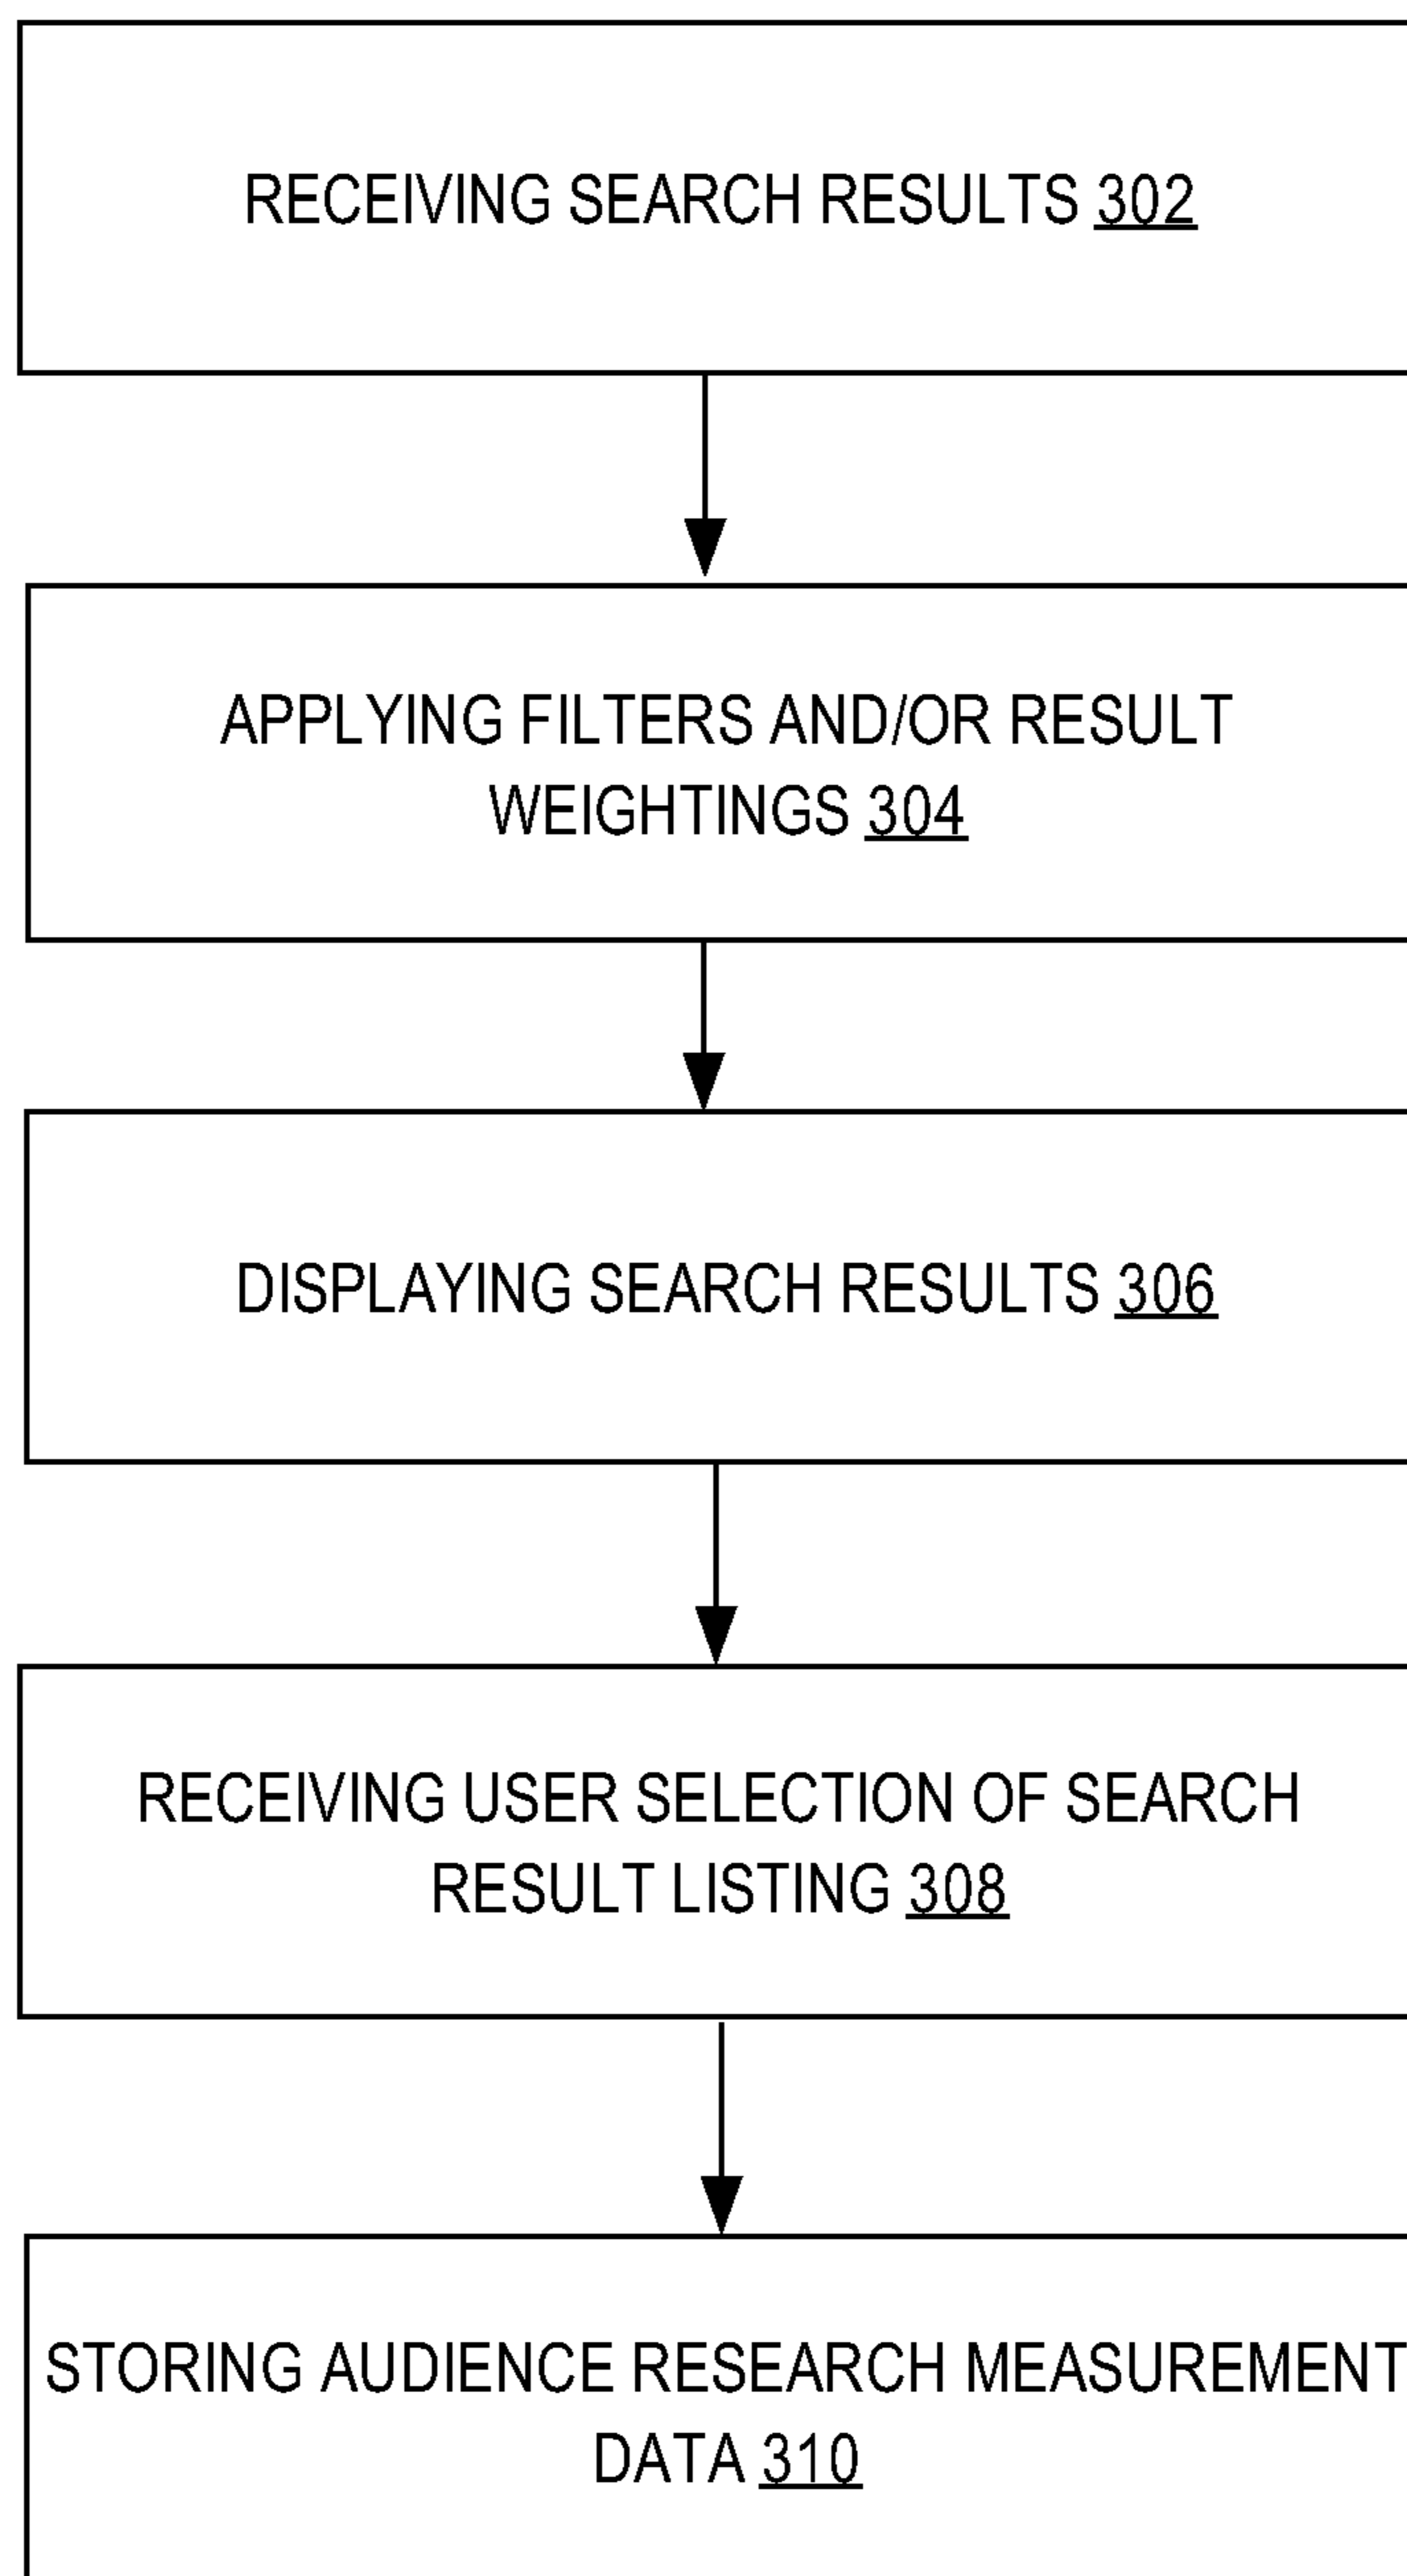 RECEIVING SEARCH RESULTS 302
APPLYING FILTERS AND/OR RESULT
WEIGHTINGS 304
DISPLAYING SEARCH RESULTS 306
RECEIVING USER SELECTION OF SEARCH
RESULT LISTING 308
STORING AUDIENCE RESEARCH MEASUREMENT
DATA 310